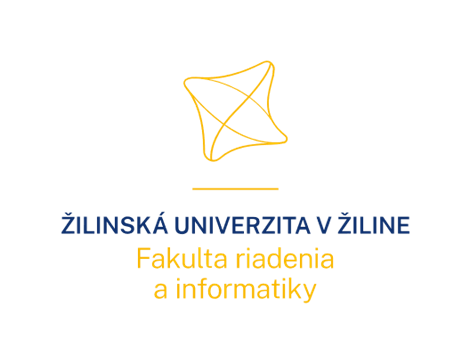 ŽILINSKÁ UNIVERZITA V ŽILINE
Fakulta riadenia
a informatiky